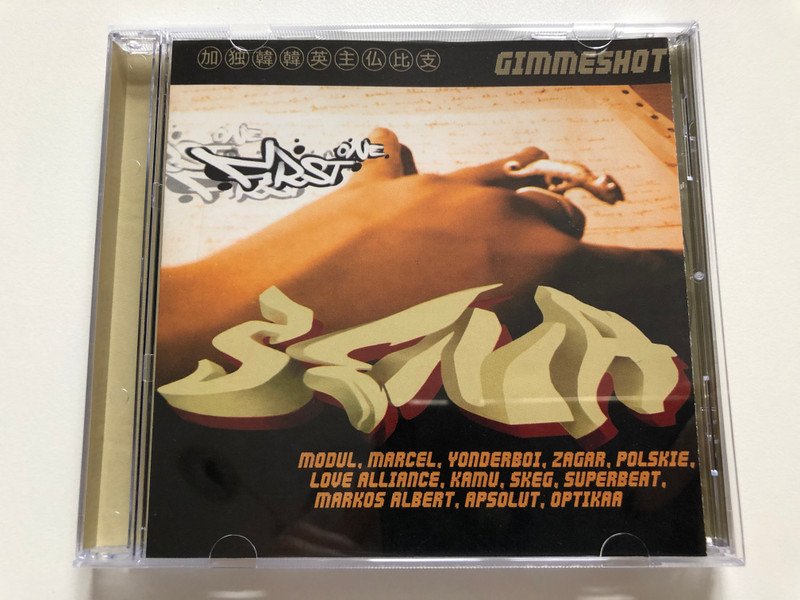 加独韓韓英主仏比支
GIMMESHOT
FIRST ONE
SENA
MODUL, MARCEL, YONDERBOI, ZAGAR, POLSKIE,
LOVE ALLIANCE, KAMU, SKEG, SUPERBEAT,
MARKOS ALBERT, APSOLUT, OPTIKAA